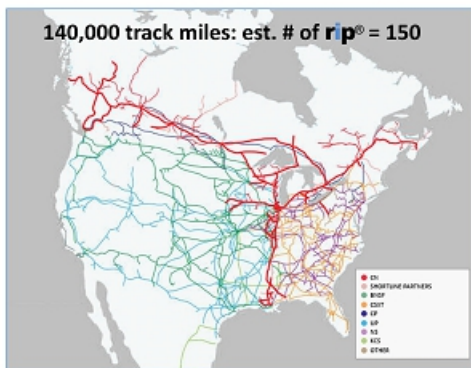 140,000 track miles: est. # of rip® = 150
CN
SHORTLINE PARTNERS
BNSF
CSXT
CP
UP
NS
KCS
OTHER